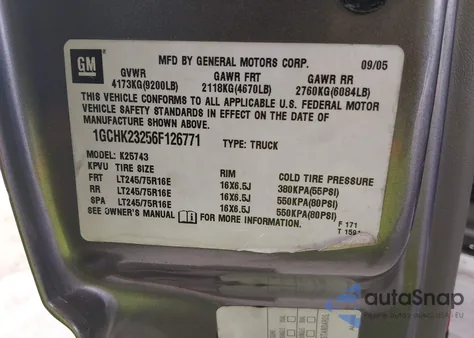 GM
MFD BY GENERAL MOTORS CORP. 09/05
GVWR GAWR FRT GAWR RR
4173KG(9200LB) 2118KG(4670LB) 2760KG(6084LB)
THIS VEHICLE CONFORMS TO ALL APPLICABLE U.S. FEDERAL MOTOR
VEHICLE SAFETY STANDARDS IN EFFECT ON THE DATE OF
MANUFACTURE SHOWN ABOVE.
1GCHK23256F126771 TYPE: TRUCK
MODEL: K25743
KPVU TIRE SIZE RIM COLD TIRE PRESSURE
FRT LT245/75R16E 16X6.5J 380KPA(55PSI)
RR LT245/75R16E 16X6.5J 550KPA(80PSI)
SPA LT245/75R16E 16X6.5J 550KPA(80PSI)
SEE OWNER'S MANUAL FOR MORE INFORMATION
F 171
autoSnap